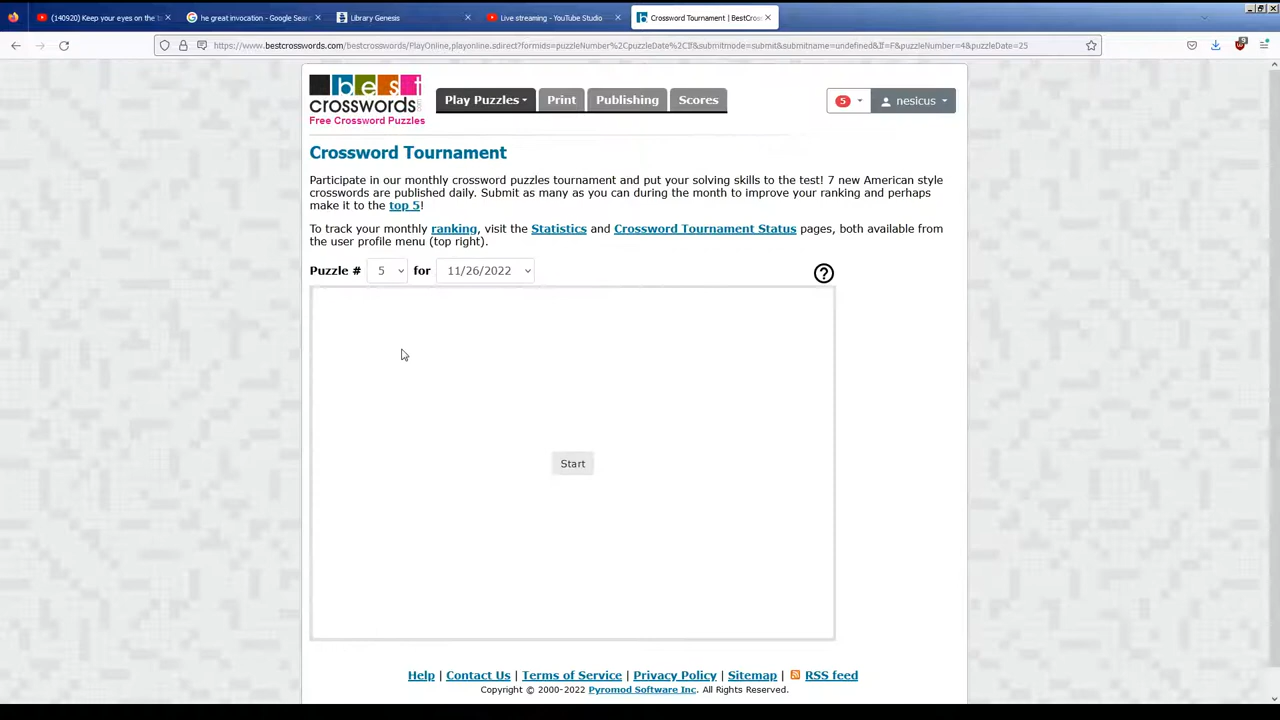 (140920) Keep your eyes on the
he great invocation - Google Sear
Library Genesis
Live streaming - YouTube Studio
Crossword Tournament | BestCros
https://www.bestcrosswords.com/bestcrosswords/PlayOnline,playonline.sdirect?formids=puzzleNumber%2CpuzzleDate%2CIf&submitmode=submit&submitname=undefined&If=F&puzzleNumber=4&puzzleDate=25
best
crosswords.com
Free Crossword Puzzles
Play Puzzles
Print
Publishing
Scores
5
nesicus
Crossword Tournament
Participate in our monthly crossword puzzles tournament and put your solving skills to the test! 7 new American style
crosswords are published daily. Submit as many as you can during the month to improve your ranking and perhaps
make it to the top 5!
To track your monthly ranking, visit the Statistics and Crossword Tournament Status pages, both available from
the user profile menu (top right).
Puzzle # 5 for 11/26/2022
?
Start
Help | Contact Us | Terms of Service | Privacy Policy | Sitemap | RSS feed
Copyright © 2000-2022 Pyromod Software Inc. All Rights Reserved.